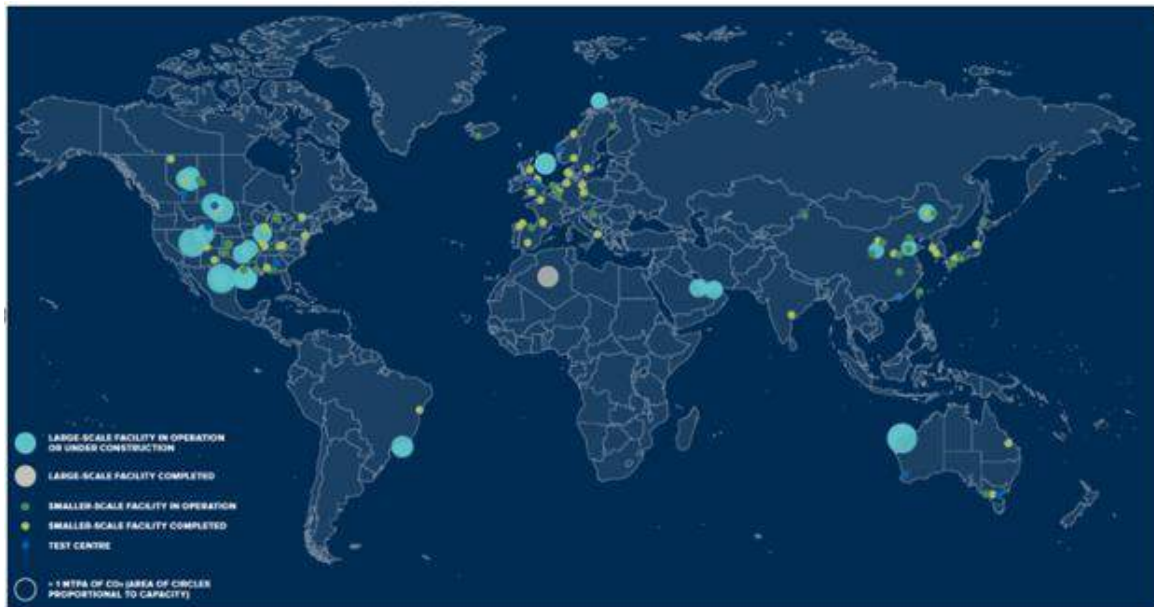 LARGE-SCALE FACILITY IN OPERATION
OR UNDER CONSTRUCTION
LARGE-SCALE FACILITY COMPLETED
SMALLER-SCALE FACILITY IN OPERATION
SMALLER-SCALE FACILITY COMPLETED
TEST CENTRE
= 1 MTPA OF CO₂ (AREA OF CIRCLES
PROPORTIONAL TO CAPACITY)